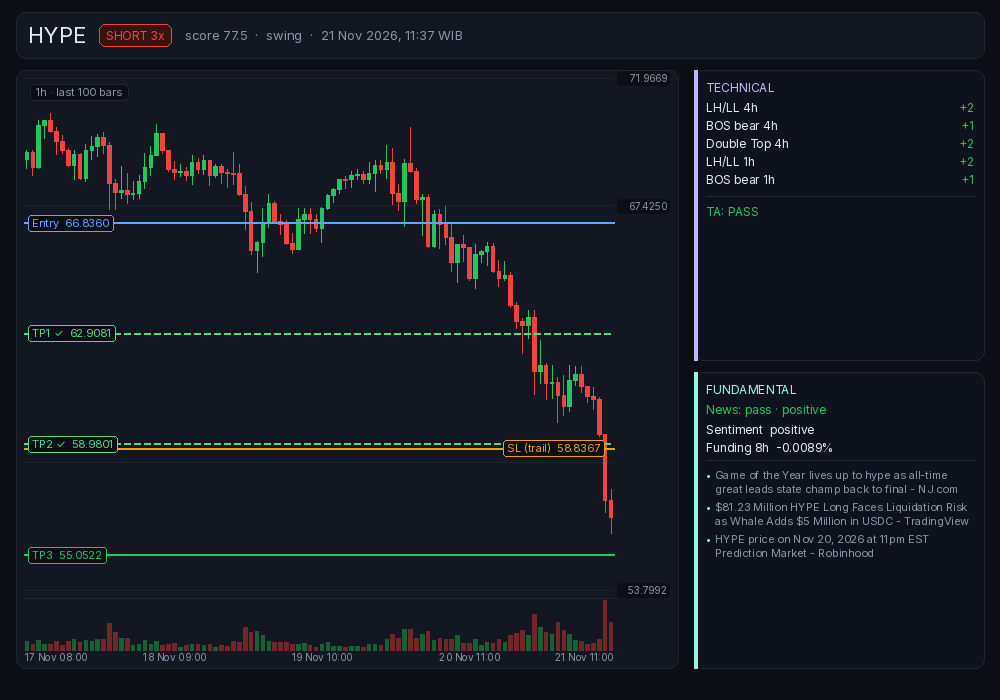 HYPE SHORT 3x score 77.5 · swing · 21 Nov 2026, 11:37 WIB
1h · last 100 bars
71.9669
67.4250
Entry 66.8360
TP1 ✓ 62.9081
TP2 ✓ 58.9801
SL (trail) 58.8367
TP3 55.0522
53.7992
17 Nov 08:00 18 Nov 09:00 19 Nov 10:00 20 Nov 11:00 21 Nov 11:00
TECHNICAL
LH/LL 4h +2
BOS bear 4h +1
Double Top 4h +2
LH/LL 1h +2
BOS bear 1h +1
TA: PASS
FUNDAMENTAL
News: pass · positive
Sentiment positive
Funding 8h -0.0089%
• Game of the Year lives up to hype as all-time
great leads state champ back to final - NJ.com
• $81.23 Million HYPE Long Faces Liquidation Risk
as Whale Adds $5 Million in USDC - TradingView
• HYPE price on Nov 20, 2026 at 11pm EST
Prediction Market - Robinhood